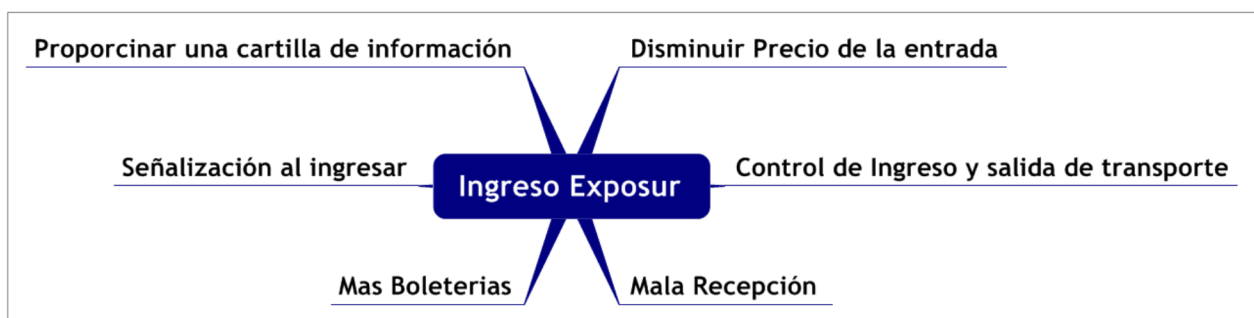 Proporcinar una cartilla de información
Disminuir Precio de la entrada
Señalización al ingresar
Ingreso Exposur
Control de Ingreso y salida de transporte
Mas Boleterias
Mala Recepción